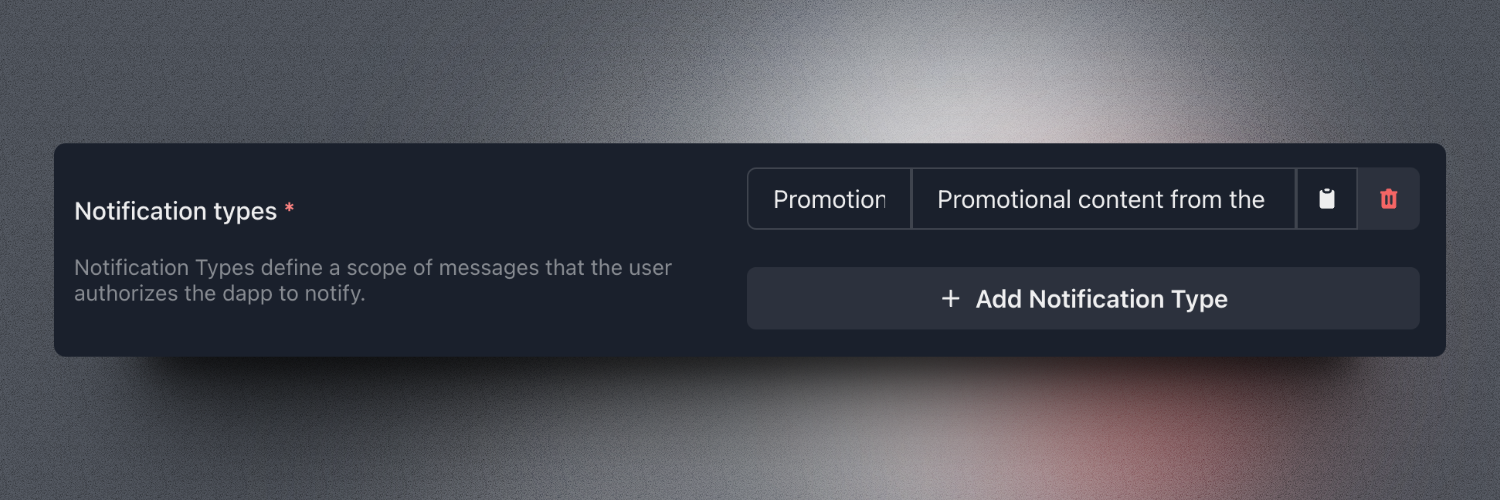 Notification types *
Notification Types define a scope of messages that the user
authorizes the dapp to notify.
Promotion
Promotional content from the
+ Add Notification Type